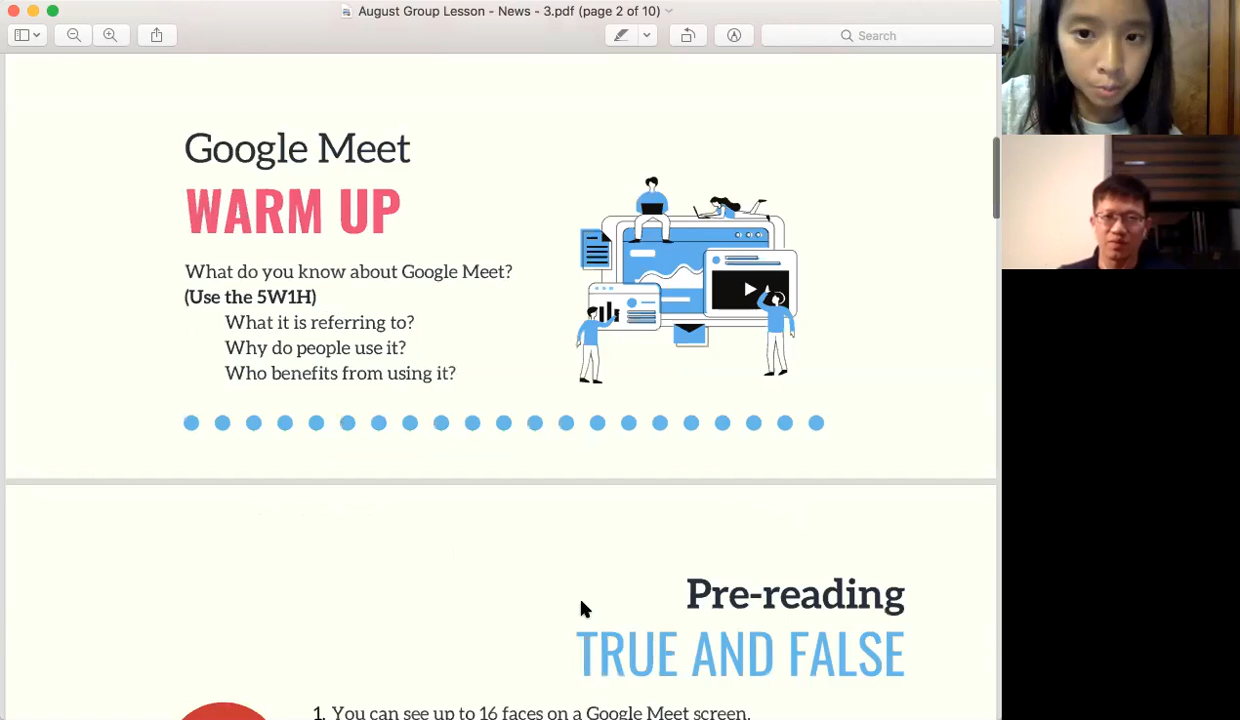 August Group Lesson - News - 3.pdf (page 2 of 10)
Search
Google Meet
WARM UP
What do you know about Google Meet?
(Use the 5W1H)
What it is referring to?
Why do people use it?
Who benefits from using it?
Pre-reading
TRUE AND FALSE
1. You can see up to 16 faces on a Google Meet screen.